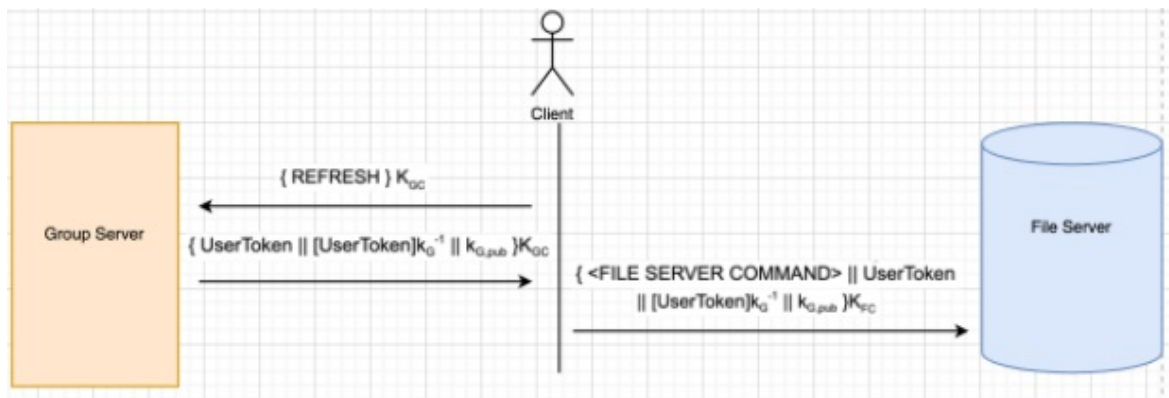 Client
{ REFRESH } K_GC
Group Server
{ UserToken || [UserToken]k_G^-1 || k_G,pub }K_GC
File Server
{ <FILE SERVER COMMAND> || UserToken
|| [UserToken]k_G^-1 || k_G,pub }K_FC